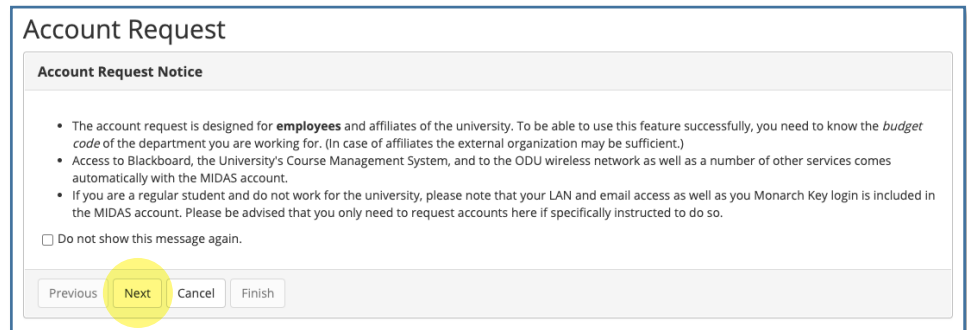 Account Request
Account Request Notice
• The account request is designed for employees and affiliates of the university. To be able to use this feature successfully, you need to know the budget
code of the department you are working for. (In case of affiliates the external organization may be sufficient.)
• Access to Blackboard, the University's Course Management System, and to the ODU wireless network as well as a number of other services comes
automatically with the MIDAS account.
• If you are a regular student and do not work for the university, please note that your LAN and email access as well as you Monarch Key login is included in
the MIDAS account. Please be advised that you only need to request accounts here if specifically instructed to do so.
Do not show this message again.
Previous Next Cancel Finish